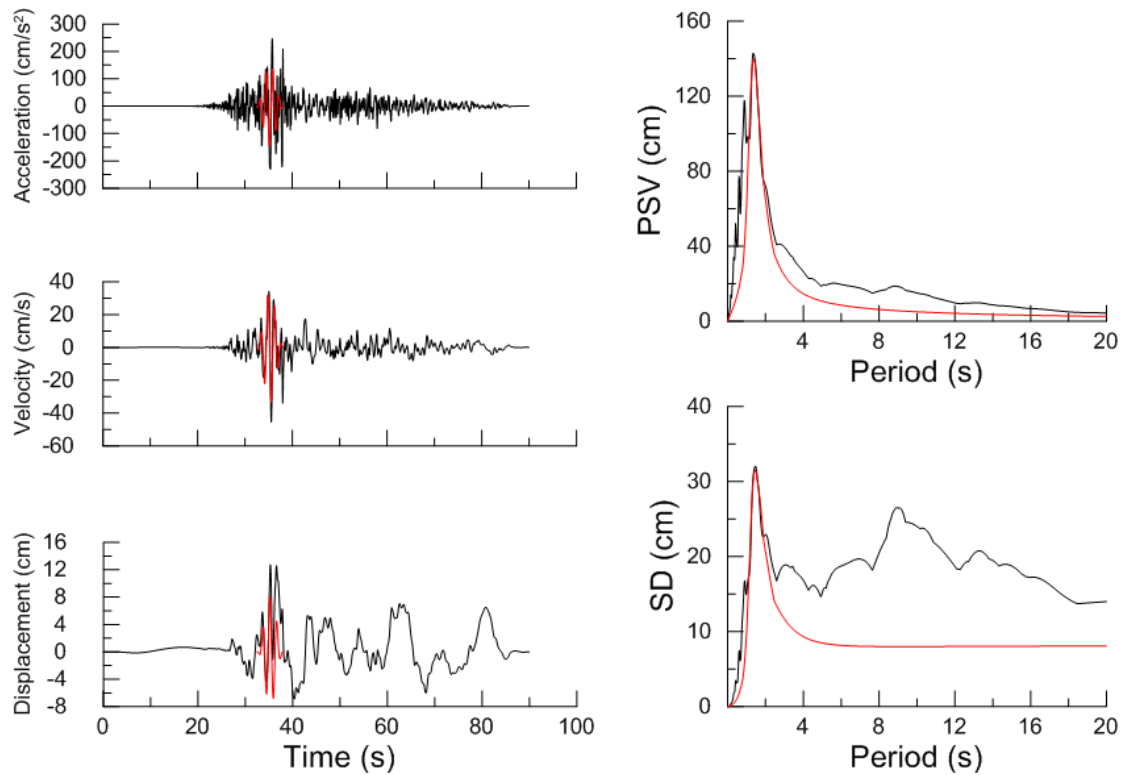 Acceleration (cm/s²)
300
200
100
0
-100
-200
-300
Velocity (cm/s)
40
20
0
-20
-40
-60
Displacement (cm)
16
12
8
4
0
-4
-8
0 20 40 60 80 100
Time (s)
PSV (cm)
160
120
80
40
0
4 8 12 16 20
Period (s)
SD (cm)
40
30
20
10
0
4 8 12 16 20
Period (s)